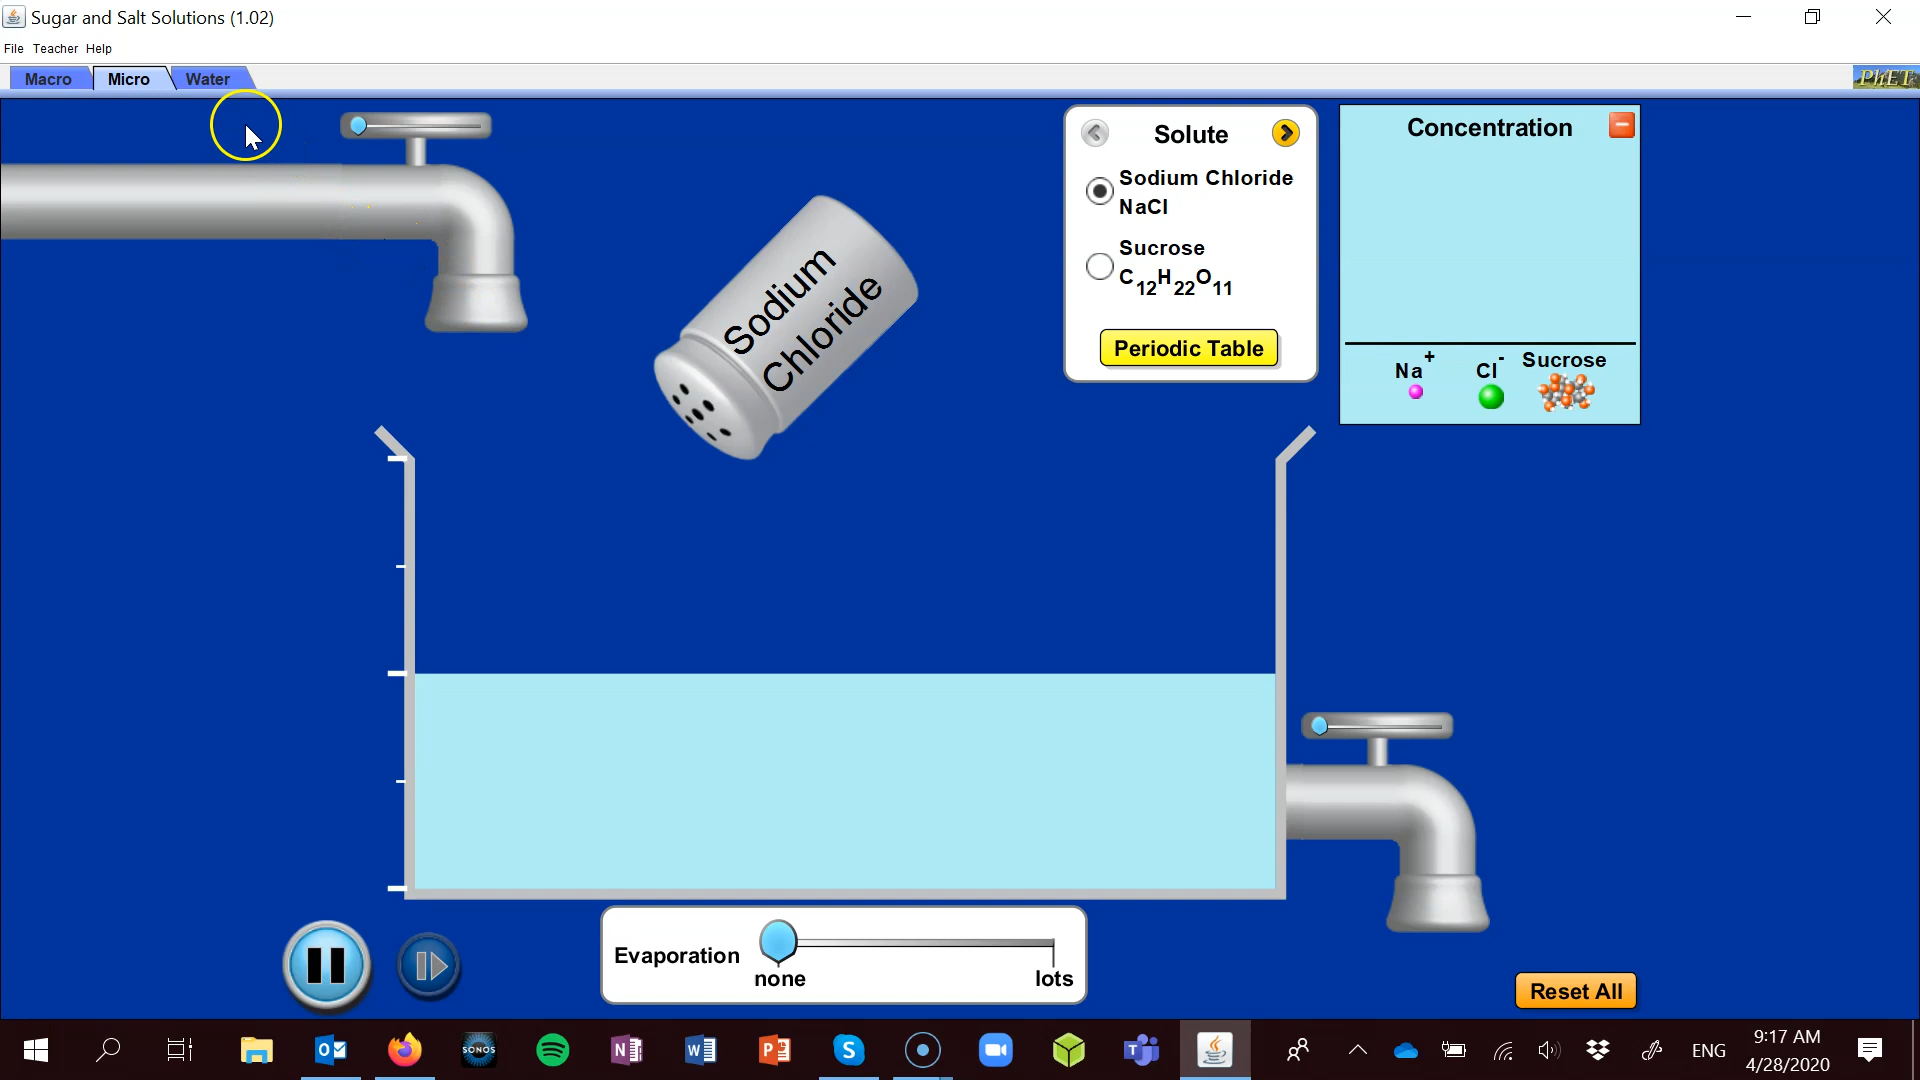 Sugar and Salt Solutions (1.02)
File Teacher Help
Macro Micro Water
PhET
Solute
Sodium Chloride
NaCl
Sucrose
C12H22O11
Periodic Table
Concentration
Na+ Cl- Sucrose
Sodium
Chloride
Evaporation
none lots
Reset All
SONOS
ENG
9:17 AM
4/28/2020